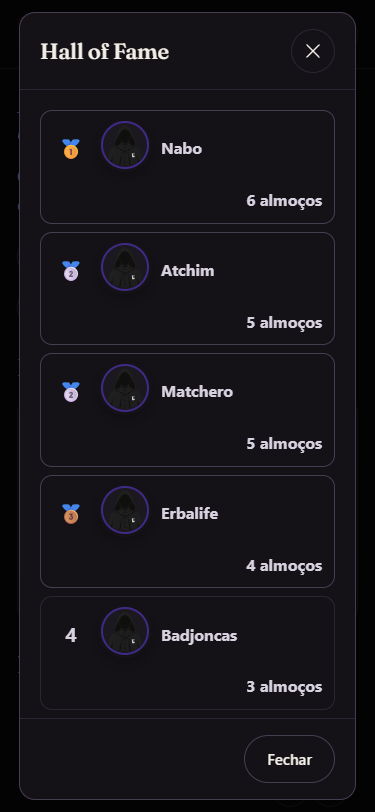 Hall of Fame
1
Nabo
6 almoços
2
Atchim
5 almoços
2
Matchero
5 almoços
3
Erbalife
4 almoços
4
Badjoncas
3 almoços
Fechar